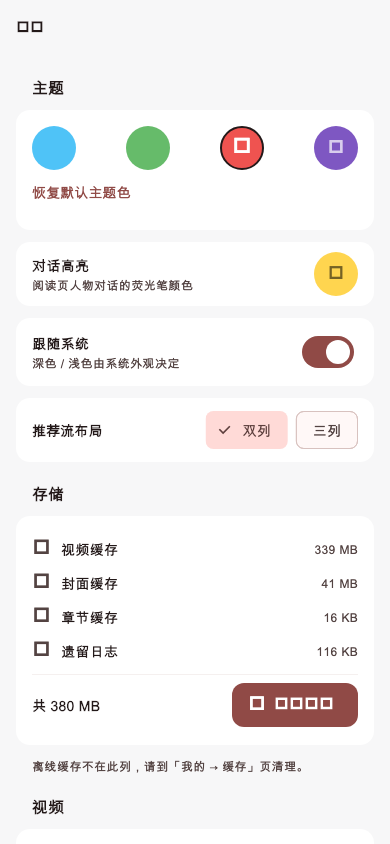 主题
恢复默认主题色
对话高亮
阅读页人物对话的荧光笔颜色
跟随系统
深色 / 浅色由系统外观决定
推荐流布局
双列
三列
存储
视频缓存 339 MB
封面缓存 41 MB
章节缓存 16 KB
遗留日志 116 KB
共 380 MB
离线缓存不在此列，请到「我的 → 缓存」页清理。
视频